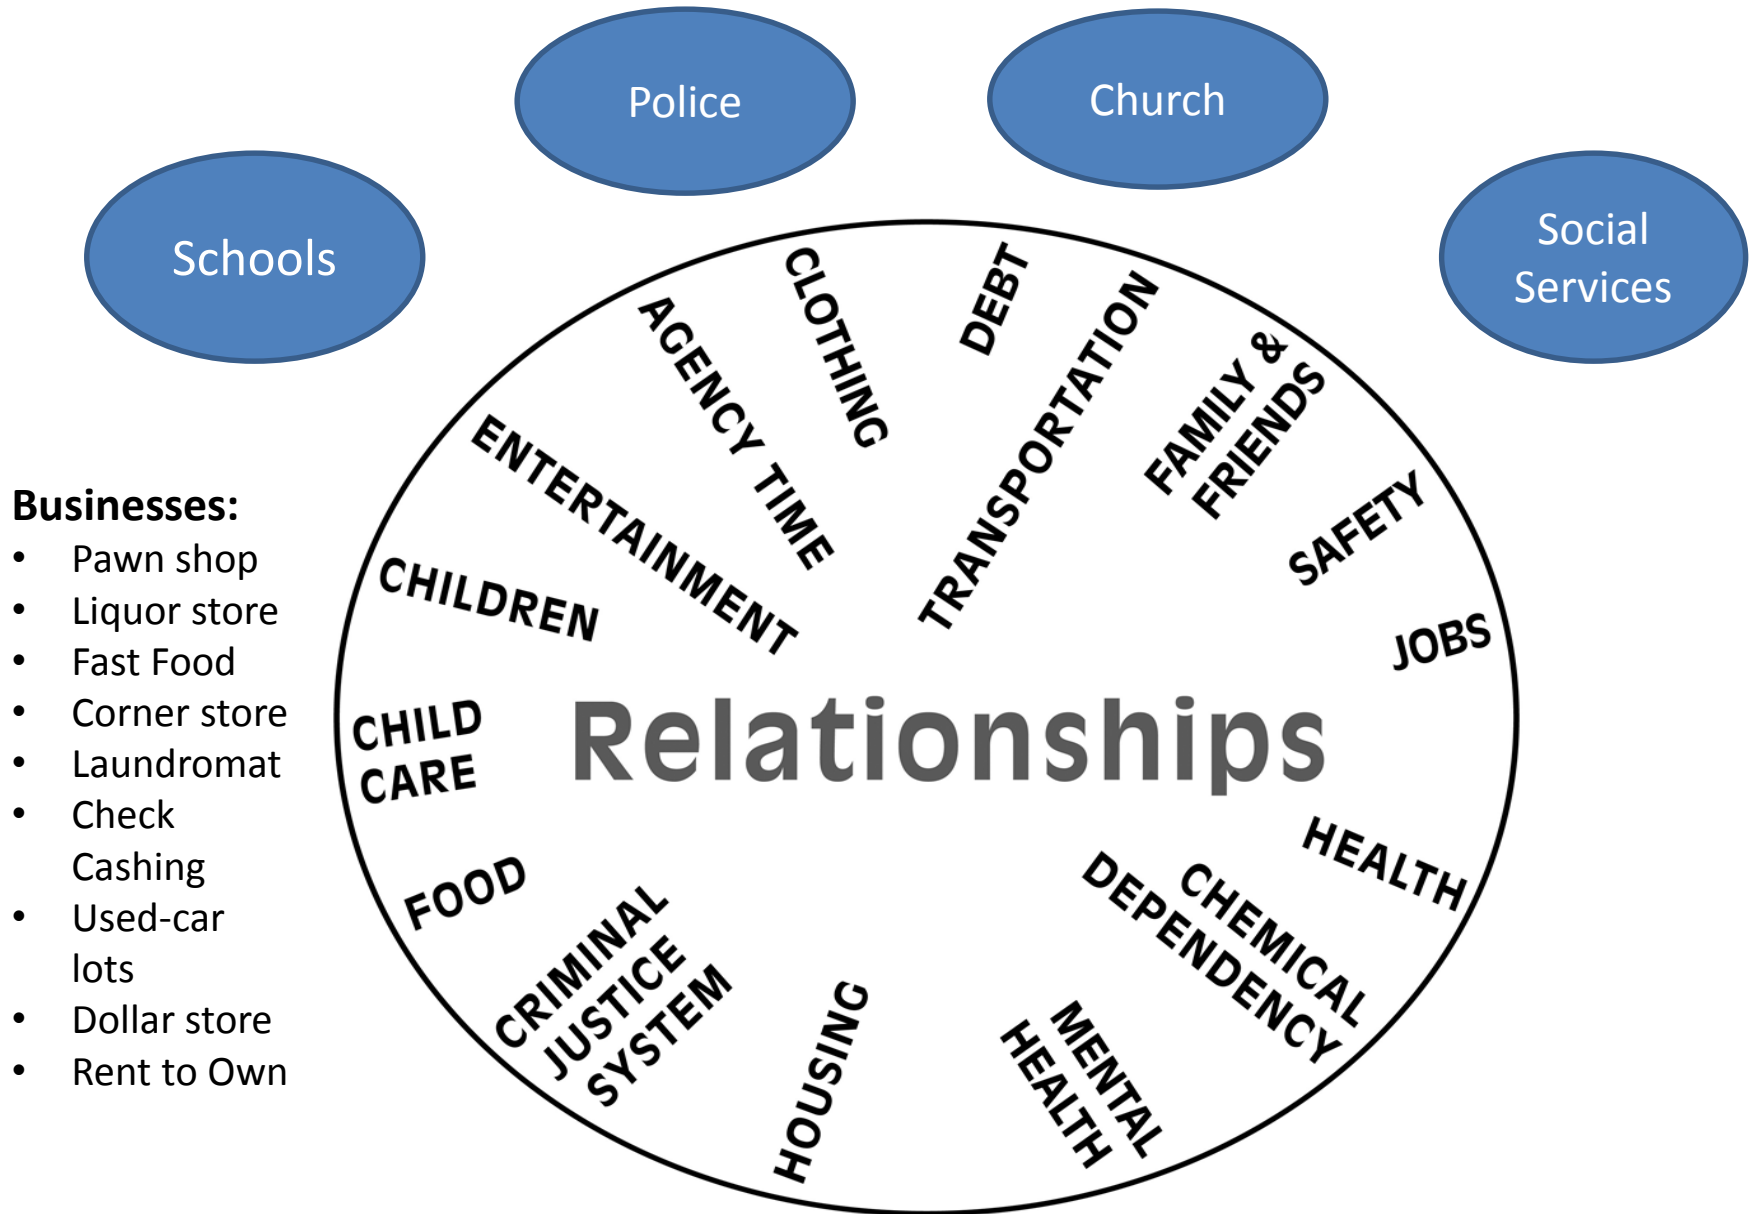 Police
Church
Schools
Social
Services
Businesses:
• Pawn shop
• Liquor store
• Fast Food
• Corner store
• Laundromat
• Check
Cashing
• Used-car
lots
• Dollar store
• Rent to Own
DEBT
TRANSPORTATION
FAMILY &
FRIENDS
SAFETY
JOBS
Relationships
HEALTH
CHEMICAL
DEPENDENCY
MENTAL
HEALTH
HOUSING
CRIMINAL
JUSTICE
SYSTEM
FOOD
CHILD
CARE
CHILDREN
ENTERTAINMENT
AGENCY TIME
CLOTHING